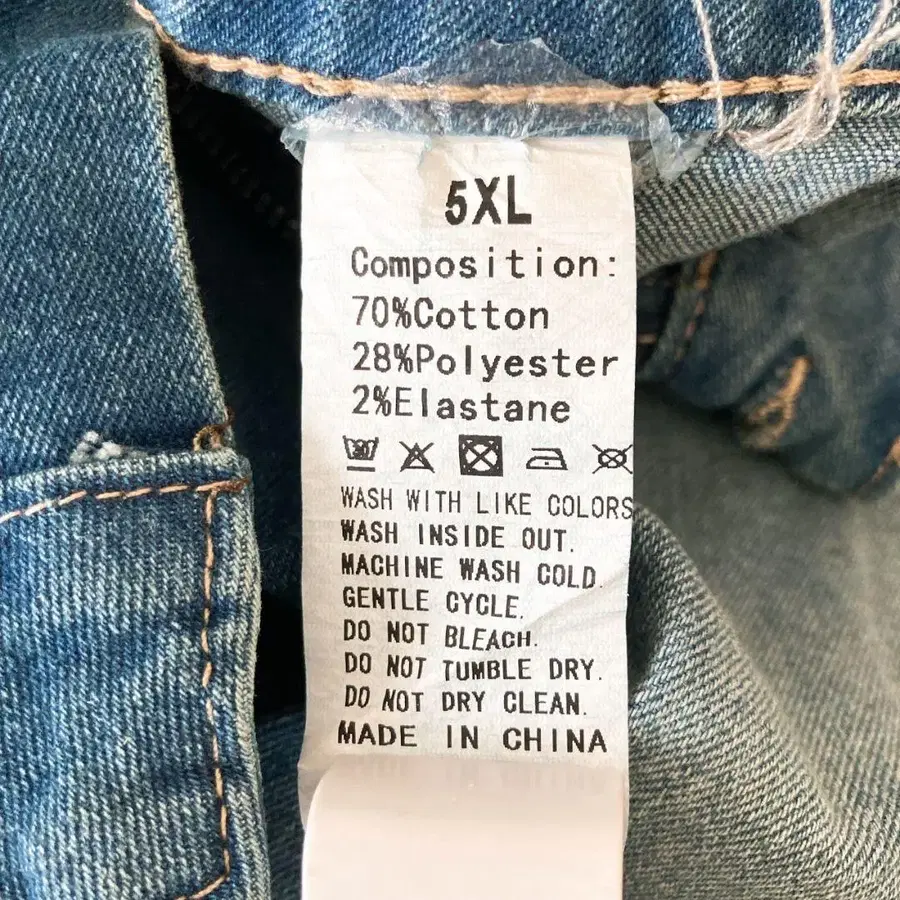 5XL
Composition:
70%Cotton
28%Polyester
2%Elastane
WASH WITH LIKE COLORS
WASH INSIDE OUT.
MACHINE WASH COLD.
GENTLE CYCLE.
DO NOT BLEACH.
DO NOT TUMBLE DRY.
DO NOT DRY CLEAN.
MADE IN CHINA